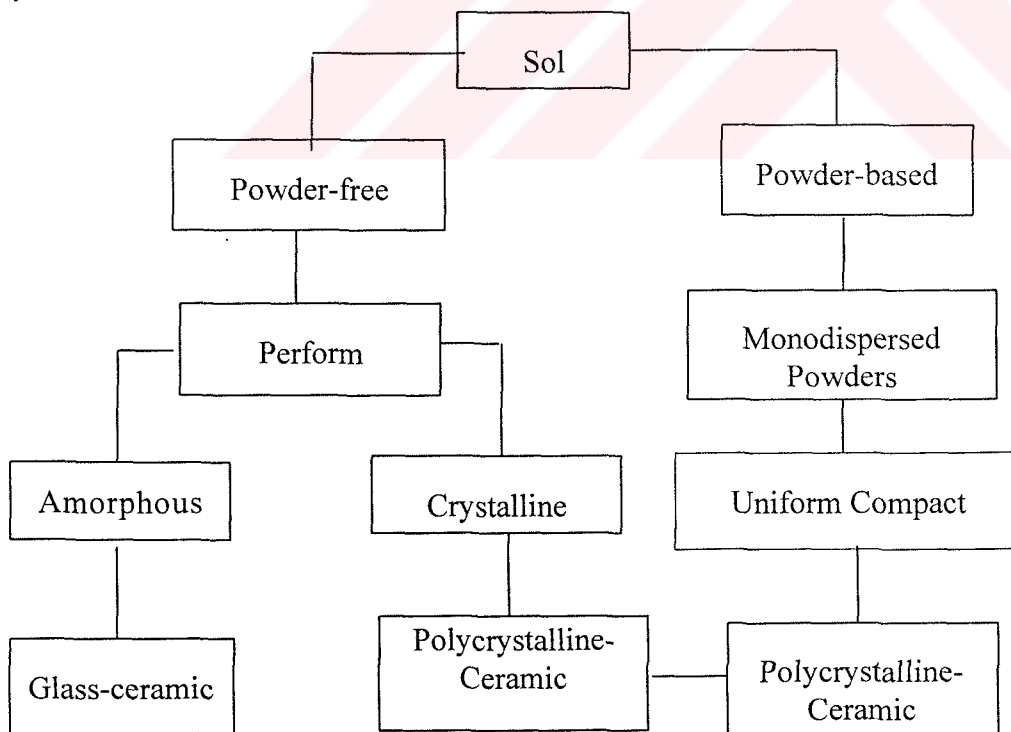 Sol
Powder-free
Powder-based
Perform
Monodispersed
Powders
Amorphous
Crystalline
Uniform Compact
Glass-ceramic
Polycrystalline-
Ceramic
Polycrystalline-
Ceramic